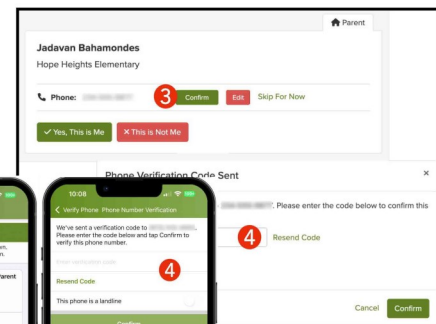 Parent
Jadavan Bahamondes
Hope Heights Elementary
Phone:
3
Confirm
Edit
Skip For Now
✓ Yes, This is Me
× This is Not Me
Phone Verification Code Sent
×
. Please enter the code below to confirm this
4
Resend Code
Cancel
Confirm
10:08
Verify Phone Phone Number Verification
We've sent a verification code to
Please enter the verification code below and tap Confirm to
verify this phone number.
Enter verification code
4
Resend Code
This phone is a landline
Confirm
Parent